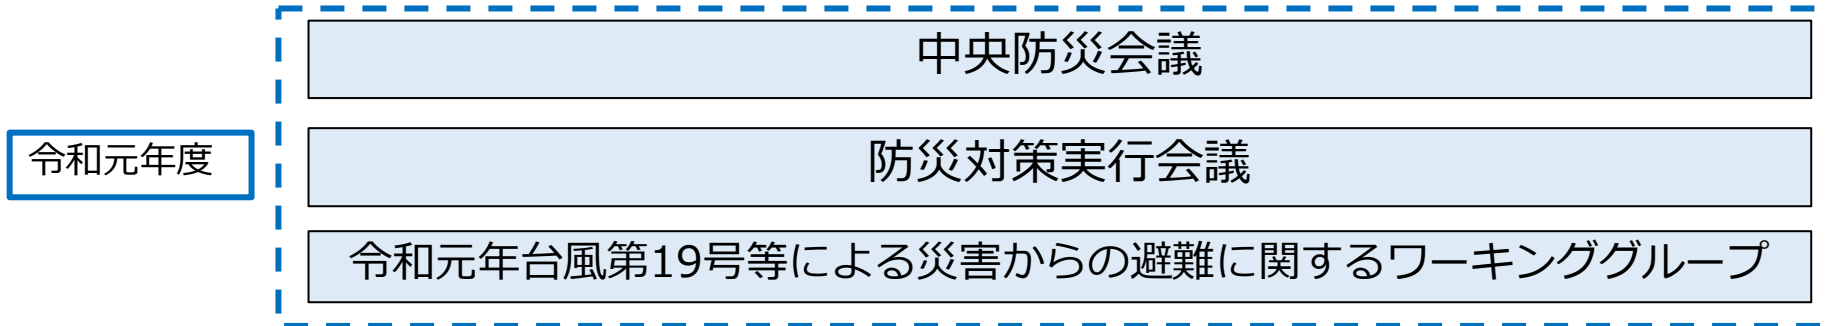 中央防災会議
令和元年度
防災対策実行会議
令和元年台風第19号等による災害からの避難に関するワーキンググループ